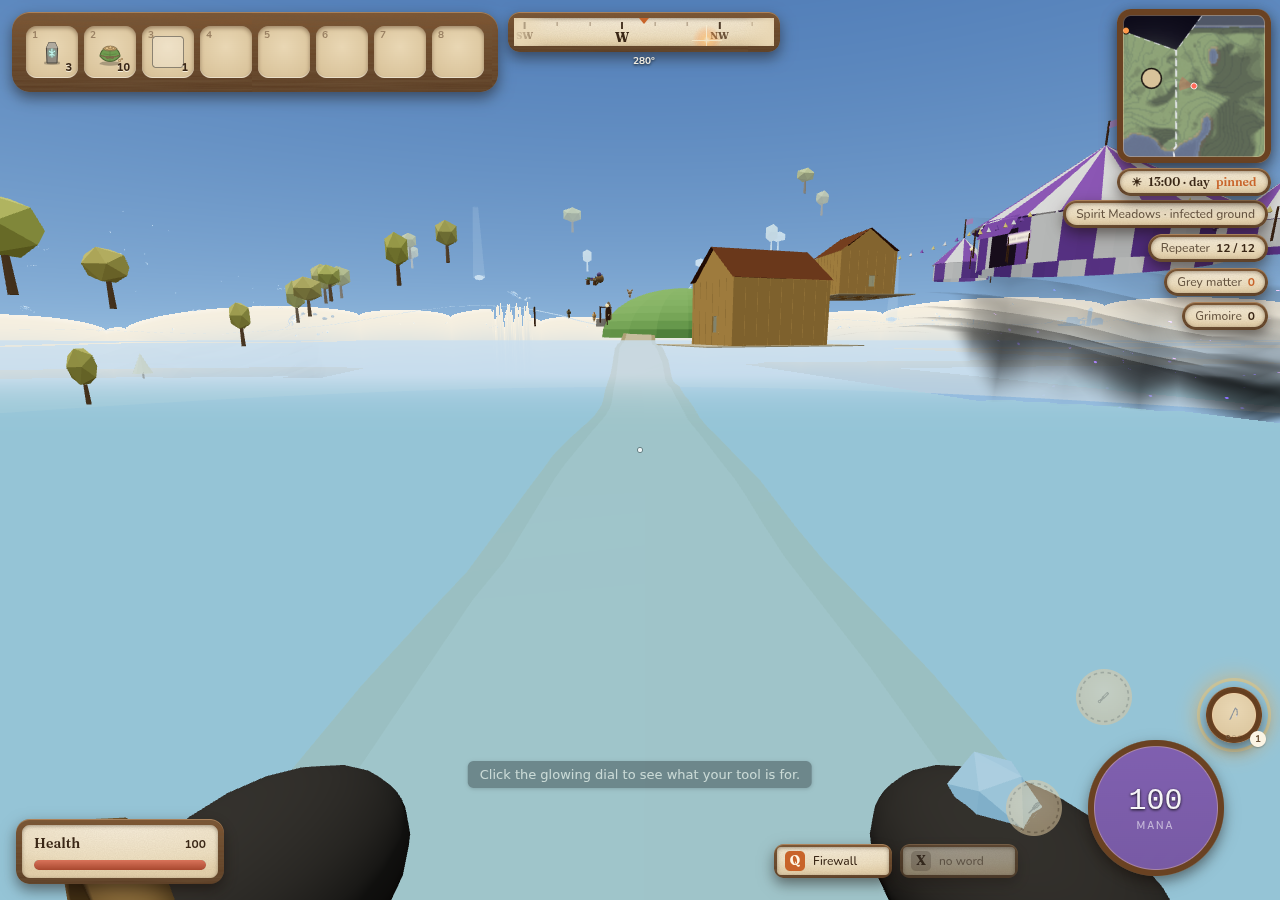 1 2 3 4 5 6 7 8
3 10 1
SW W NW
280°
13:00 · day pinned
Spirit Meadows · infected ground
Repeater 12 / 12
Grey matter 0
Grimoire 0
Click the glowing dial to see what your tool is for.
1
100
MANA
Health 100
Q Firewall X no word